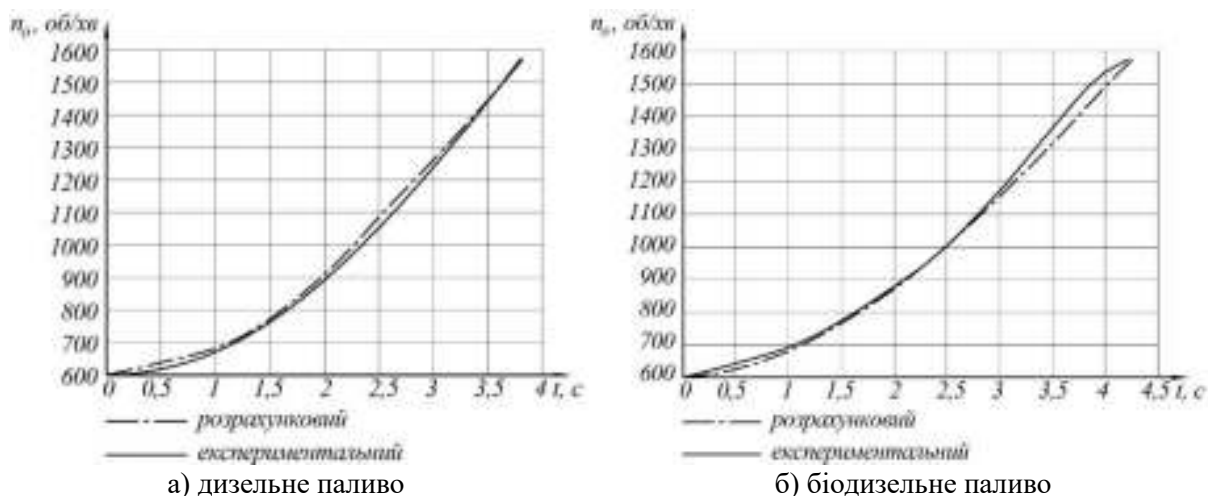 nд, об/хв
1600
1500
1400
1300
1200
1100
1000
900
800
700
600
0 0,5 1 1,5 2 2,5 3 3,5 4 t, с
розрахунковий
експериментальний
а) дизельне паливо
об/хв
1600
1500
1400
1300
1200
1100
1000
900
800
700
600
0 0,5 1 1,5 2 2,5 3 3,5 4 4,5 t, с
розрахунковий
експериментальний
б) біодизельне паливо